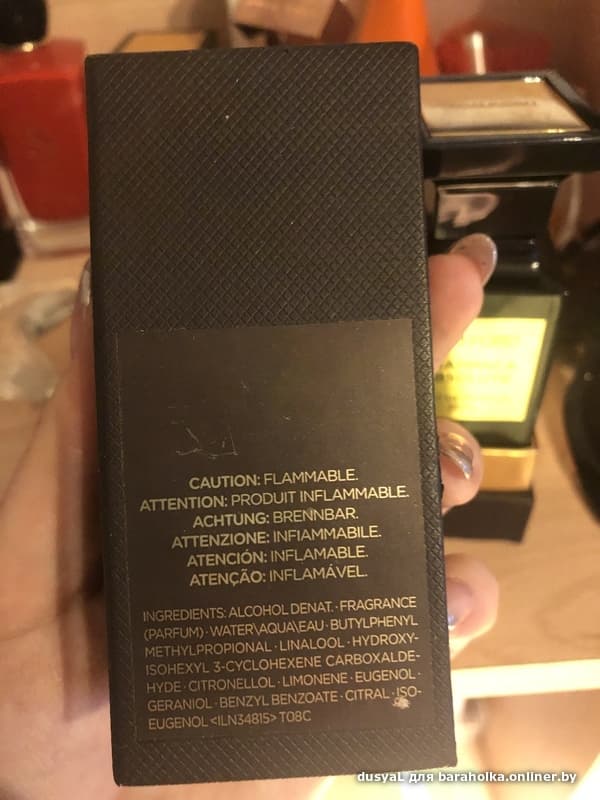 CAUTION: FLAMMABLE.
ATTENTION: PRODUIT INFLAMMABLE.
ACHTUNG: BRENNBAR.
ATTENZIONE: INFIAMMABILE.
ATENCIÓN: INFLAMABLE.
ATENÇÃO: INFLAMÁVEL.
INGREDIENTS: ALCOHOL DENAT. · FRAGRANCE
(PARFUM) · WATER\AQUA\EAU · BUTYLPHENYL
METHYLPROPIONAL · LINALOOL · HYDROXY-
ISOHEXYL 3-CYCLOHEXENE CARBOXALDE-
HYDE · CITRONELLOL · LIMONENE · EUGENOL ·
GERANIOL · BENZYL BENZOATE · CITRAL · ISO-
EUGENOL <ILN34815> T08C
dusyaL для baraholka.onliner.by